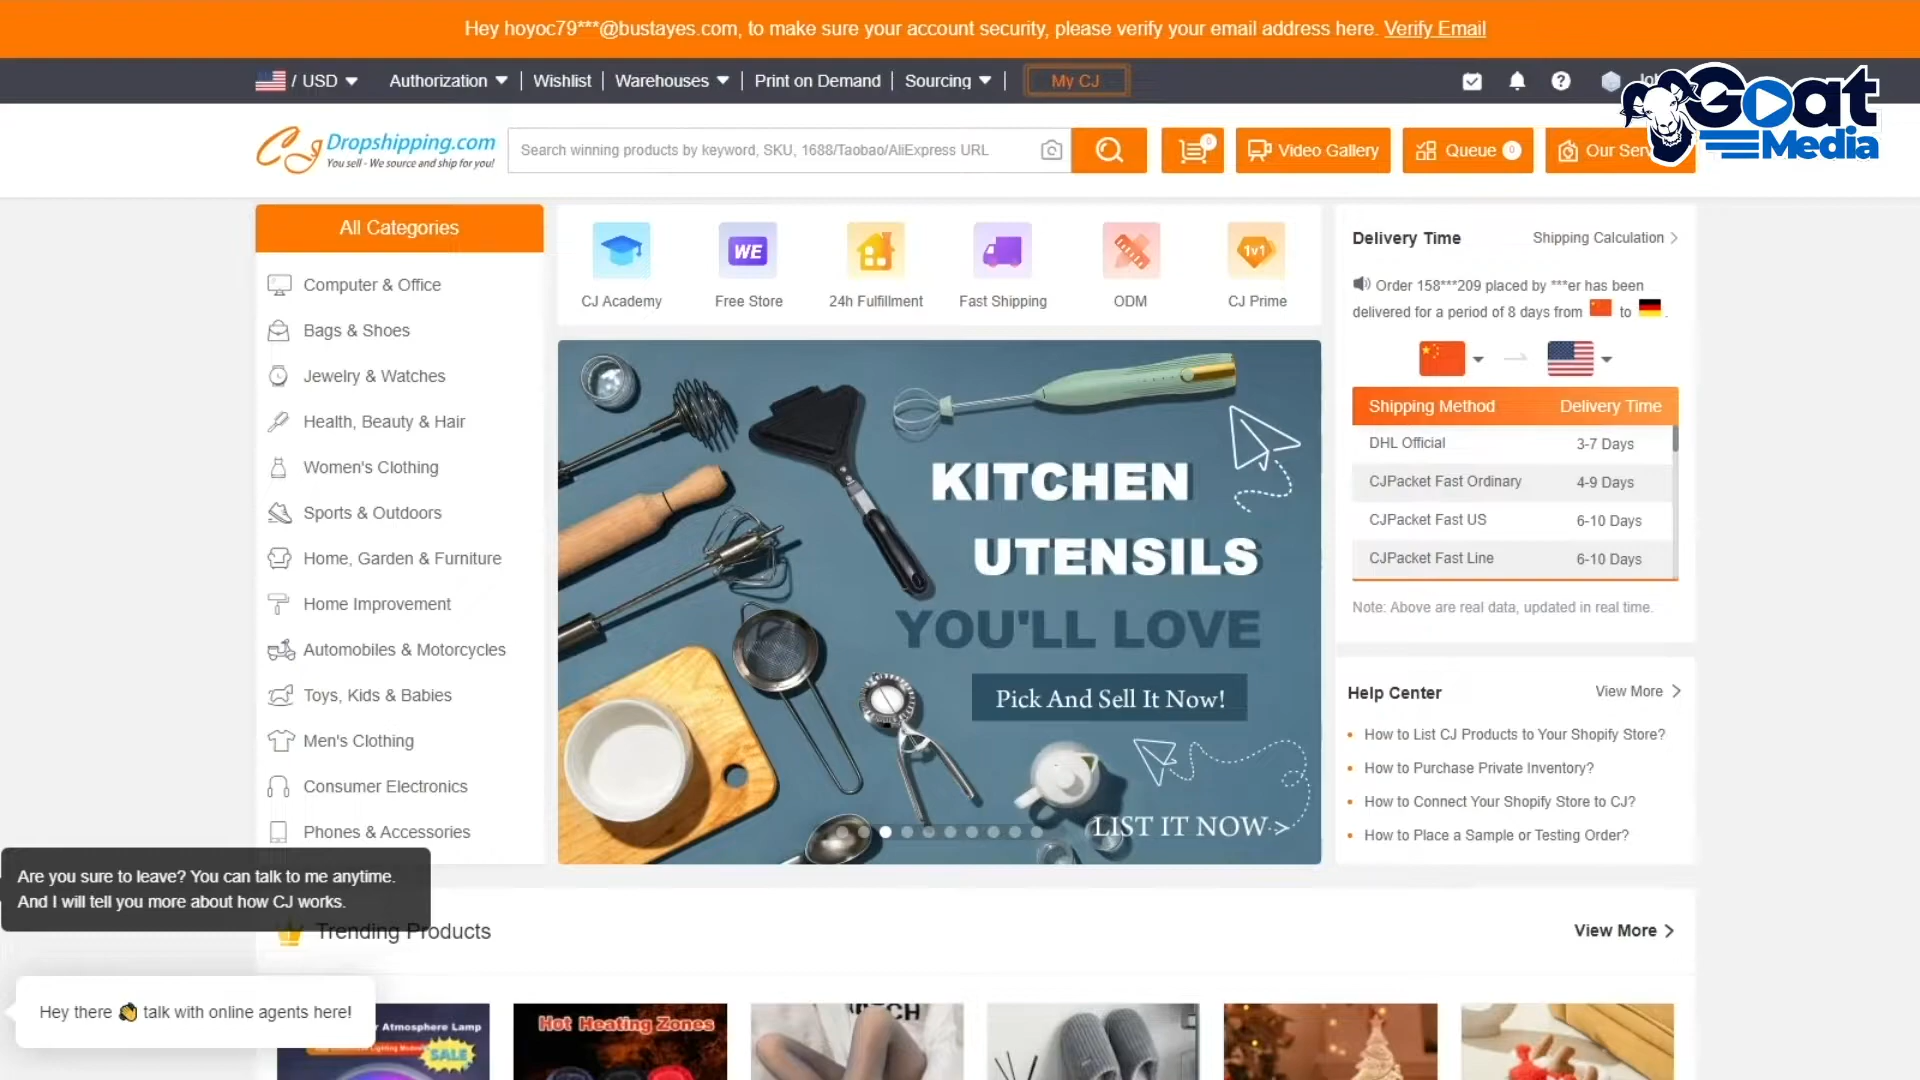 Hey hoyoc79***@bustayes.com, to make sure your account security, please verify your email address here. Verify Email
/ USD
Authorization
Wishlist
Warehouses
Print on Demand
Sourcing
My CJ
Goat
Media
CJ Dropshipping.com
You sell - We source and ship for you!
Search winning products by keyword, SKU, 1688/Taobao/AliExpress URL
0
Video Gallery
Queue 0
Our Ser
All Categories
Computer & Office
Bags & Shoes
Jewelry & Watches
Health, Beauty & Hair
Women's Clothing
Sports & Outdoors
Home, Garden & Furniture
Home Improvement
Automobiles & Motorcycles
Toys, Kids & Babies
Men's Clothing
Consumer Electronics
Phones & Accessories
WE
1v1
CJ Academy
Free Store
24h Fulfillment
Fast Shipping
ODM
CJ Prime
KITCHEN
UTENSILS
YOU'LL LOVE
Pick And Sell It Now!
LIST IT NOW->
Delivery Time
Shipping Calculation
Order 158***209 placed by ***er has been
delivered for a period of 8 days from to .
Shipping Method Delivery Time
DHL Official 3-7 Days
CJPacket Fast Ordinary 4-9 Days
CJPacket Fast US 6-10 Days
CJPacket Fast Line 6-10 Days
Note: Above are real data, updated in real time.
Help Center
View More
How to List CJ Products to Your Shopify Store?
How to Purchase Private Inventory?
How to Connect Your Shopify Store to CJ?
How to Place a Sample or Testing Order?
Are you sure to leave? You can talk to me anytime.
And I will tell you more about how CJ works.
Trending Products
View More
Hey there talk with online agents here!
r Atmosphere Lamp
SALE
Hot Heating Zones